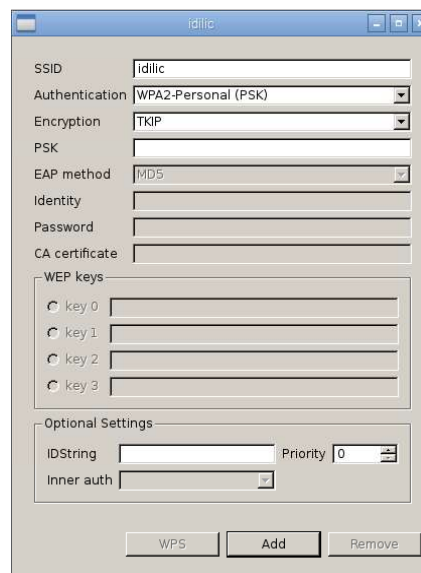 idilic
SSID idilic
Authentication WPA2-Personal (PSK)
Encryption TKIP
PSK
EAP method MD5
Identity
Password
CA certificate
WEP keys
key 0
key 1
key 2
key 3
Optional Settings
IDString Priority 0
Inner auth
WPS Add Remove